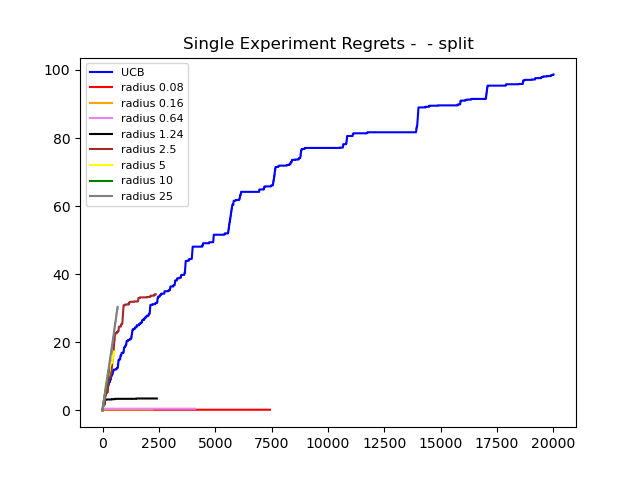 Single Experiment Regrets -  - split
UCB
radius 0.08
radius 0.16
radius 0.64
radius 1.24
radius 2.5
radius 5
radius 10
radius 25
100
80
60
40
20
0
0 2500 5000 7500 10000 12500 15000 17500 20000